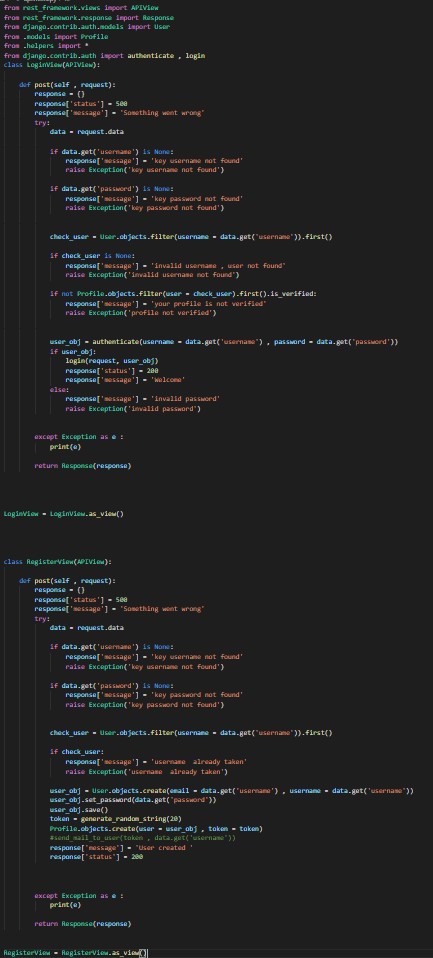 from rest_framework.views import APIView
from rest_framework.response import Response
from django.contrib.auth.models import User
from .models import Profile
from .helpers import *
from django.contrib.auth import authenticate , login
class LoginView(APIView):
def post(self , request):
response = {}
response['status'] = 500
response['message'] = 'Something went wrong'
try:
data = request.data
if data.get('username') is None:
response['message'] = 'key username not found'
raise Exception('key username not found')
if data.get('password') is None:
response['message'] = 'key password not found'
raise Exception('key password not found')
check_user = User.objects.filter(username = data.get('username')).first()
if check_user is None:
response['message'] = 'invalid username , user not found'
raise Exception('invalid username not found')
if not Profile.objects.filter(user = check_user).first().is_verified:
response['message'] = 'your profile is not verified'
raise Exception('profile not verified')
user_obj = authenticate(username = data.get('username') , password = data.get('password'))
if user_obj:
login(request, user_obj)
response['status'] = 200
response['message'] = 'Welcome'
else:
response['message'] = 'invalid password'
raise Exception('invalid password')
except Exception as e :
print(e)
return Response(response)
LoginView = LoginView.as_view()
class RegisterView(APIView):
def post(self , request):
response = {}
response['status'] = 500
response['message'] = 'Something went wrong'
try:
data = request.data
if data.get('username') is None:
response['message'] = 'key username not found'
raise Exception('key username not found')
if data.get('password') is None:
response['message'] = 'key password not found'
raise Exception('key password not found')
check_user = User.objects.filter(username = data.get('username')).first()
if check_user:
response['message'] = 'username  already taken'
raise Exception('username  already taken')
user_obj = User.objects.create(email = data.get('username') , username = data.get('username'))
user_obj.set_password(data.get('password'))
user_obj.save()
token = generate_random_string(20)
Profile.objects.create(user = user_obj , token = token)
#send_mail_to_user(token , data.get('username'))
response['message'] = 'User created '
response['status'] = 200
except Exception as e :
print(e)
return Response(response)
RegisterView = RegisterView.as_view()